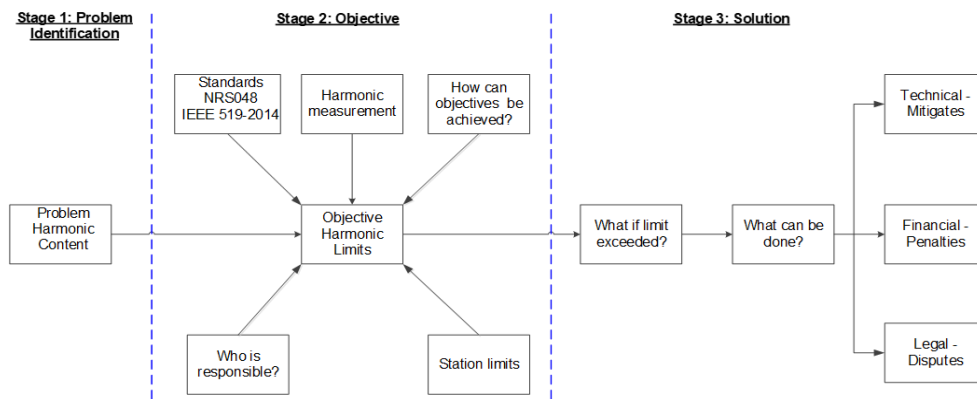 Stage 1: Problem
Identification
Stage 2: Objective
Stage 3: Solution
Standards
NRS048
IEEE 519-2014
Harmonic
measurement
How can
objectives be
achieved?
Technical -
Mitigates
Problem
Harmonic
Content
Objective
Harmonic
Limits
What if limit
exceeded?
What can be
done?
Financial -
Penalties
Who is
responsible?
Station limits
Legal -
Disputes